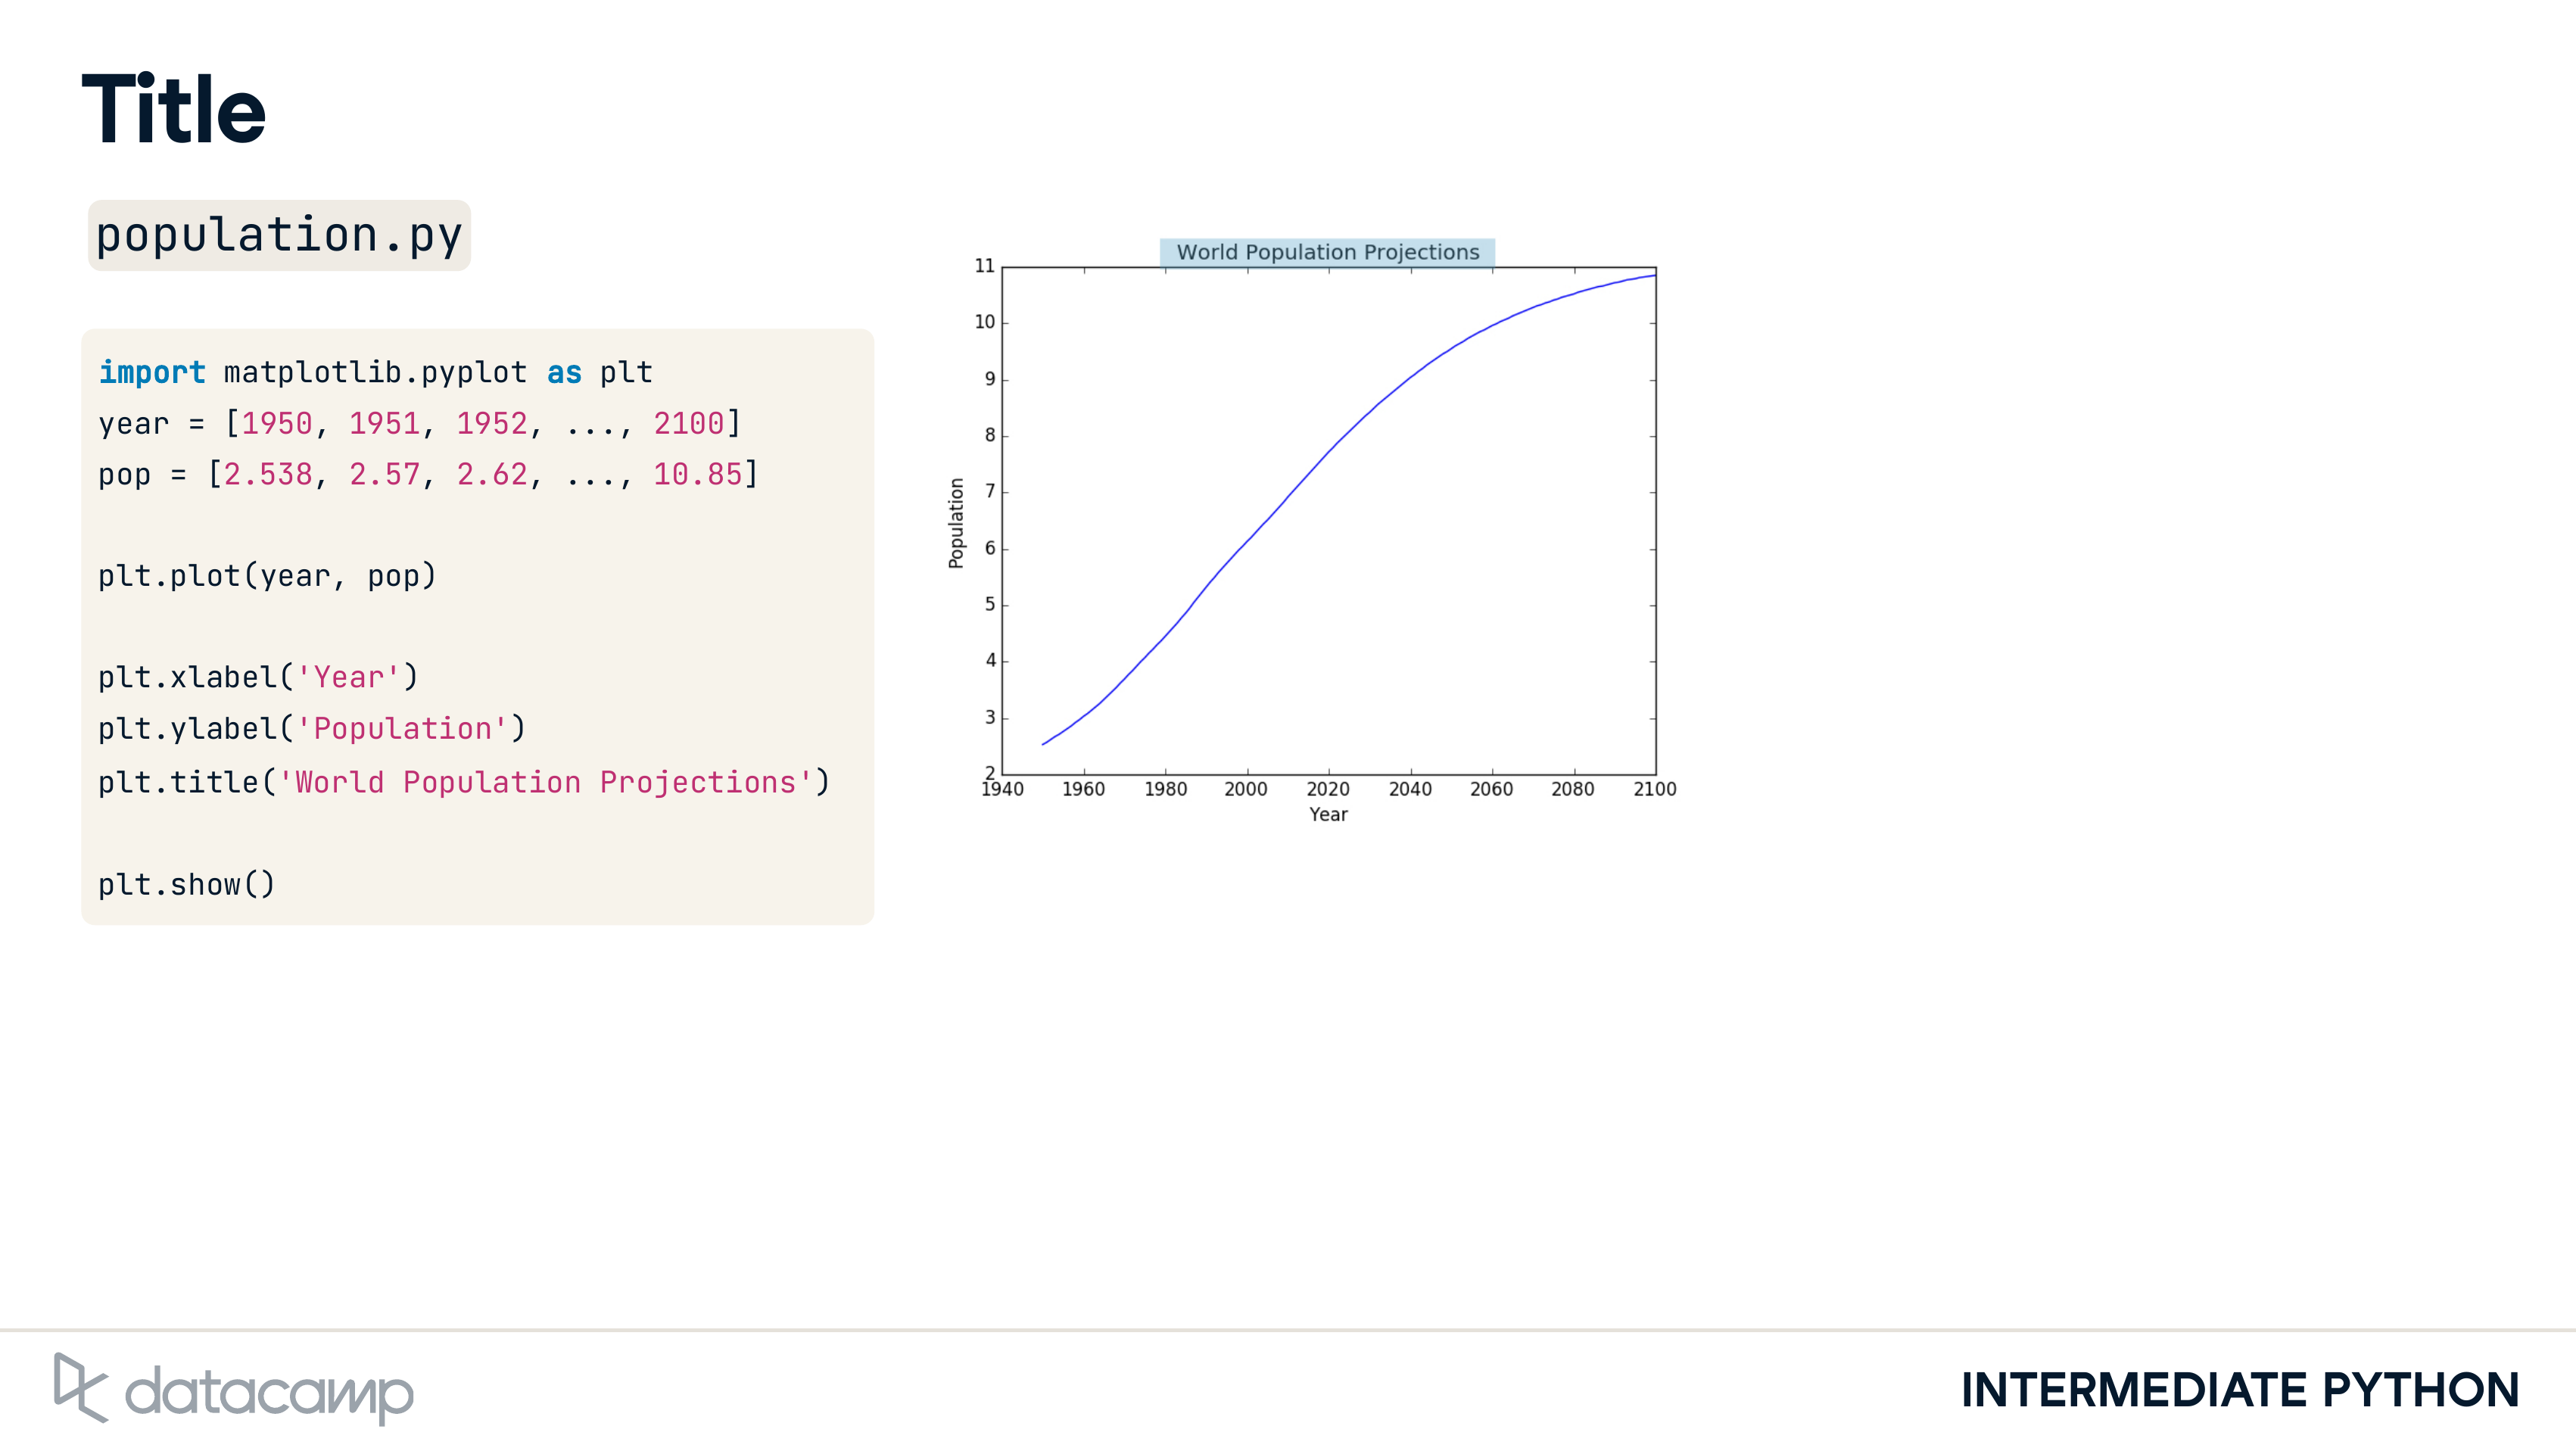 Title
population.py
import matplotlib.pyplot as plt
year = [1950, 1951, 1952, ..., 2100]
pop = [2.538, 2.57, 2.62, ..., 10.85]
plt.plot(year, pop)
plt.xlabel('Year')
plt.ylabel('Population')
plt.title('World Population Projections')
plt.show()
World Population Projections
11
10
9
8
7
6
5
4
3
2
Population
1940 1960 1980 2000 2020 2040 2060 2080 2100
Year
datacamp
INTERMEDIATE PYTHON